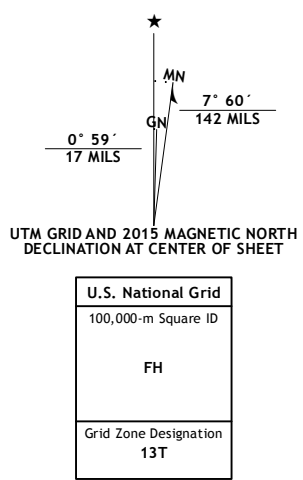 MN
GN
7° 60´
142 MILS
0° 59´
17 MILS
UTM GRID AND 2015 MAGNETIC NORTH
DECLINATION AT CENTER OF SHEET
U.S. National Grid
100,000-m Square ID
FH
Grid Zone Designation
13T